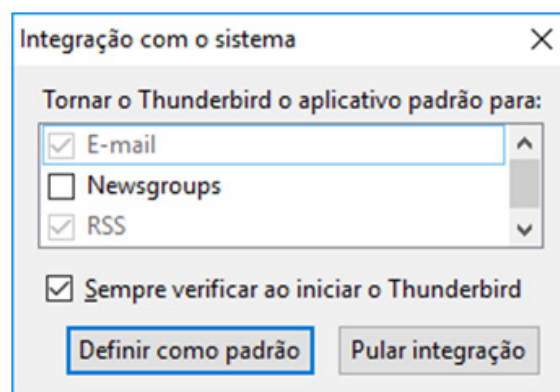 Integração com o sistema
Tornar o Thunderbird o aplicativo padrão para:
E-mail
Newsgroups
RSS
Sempre verificar ao iniciar o Thunderbird
Definir como padrão Pular integração